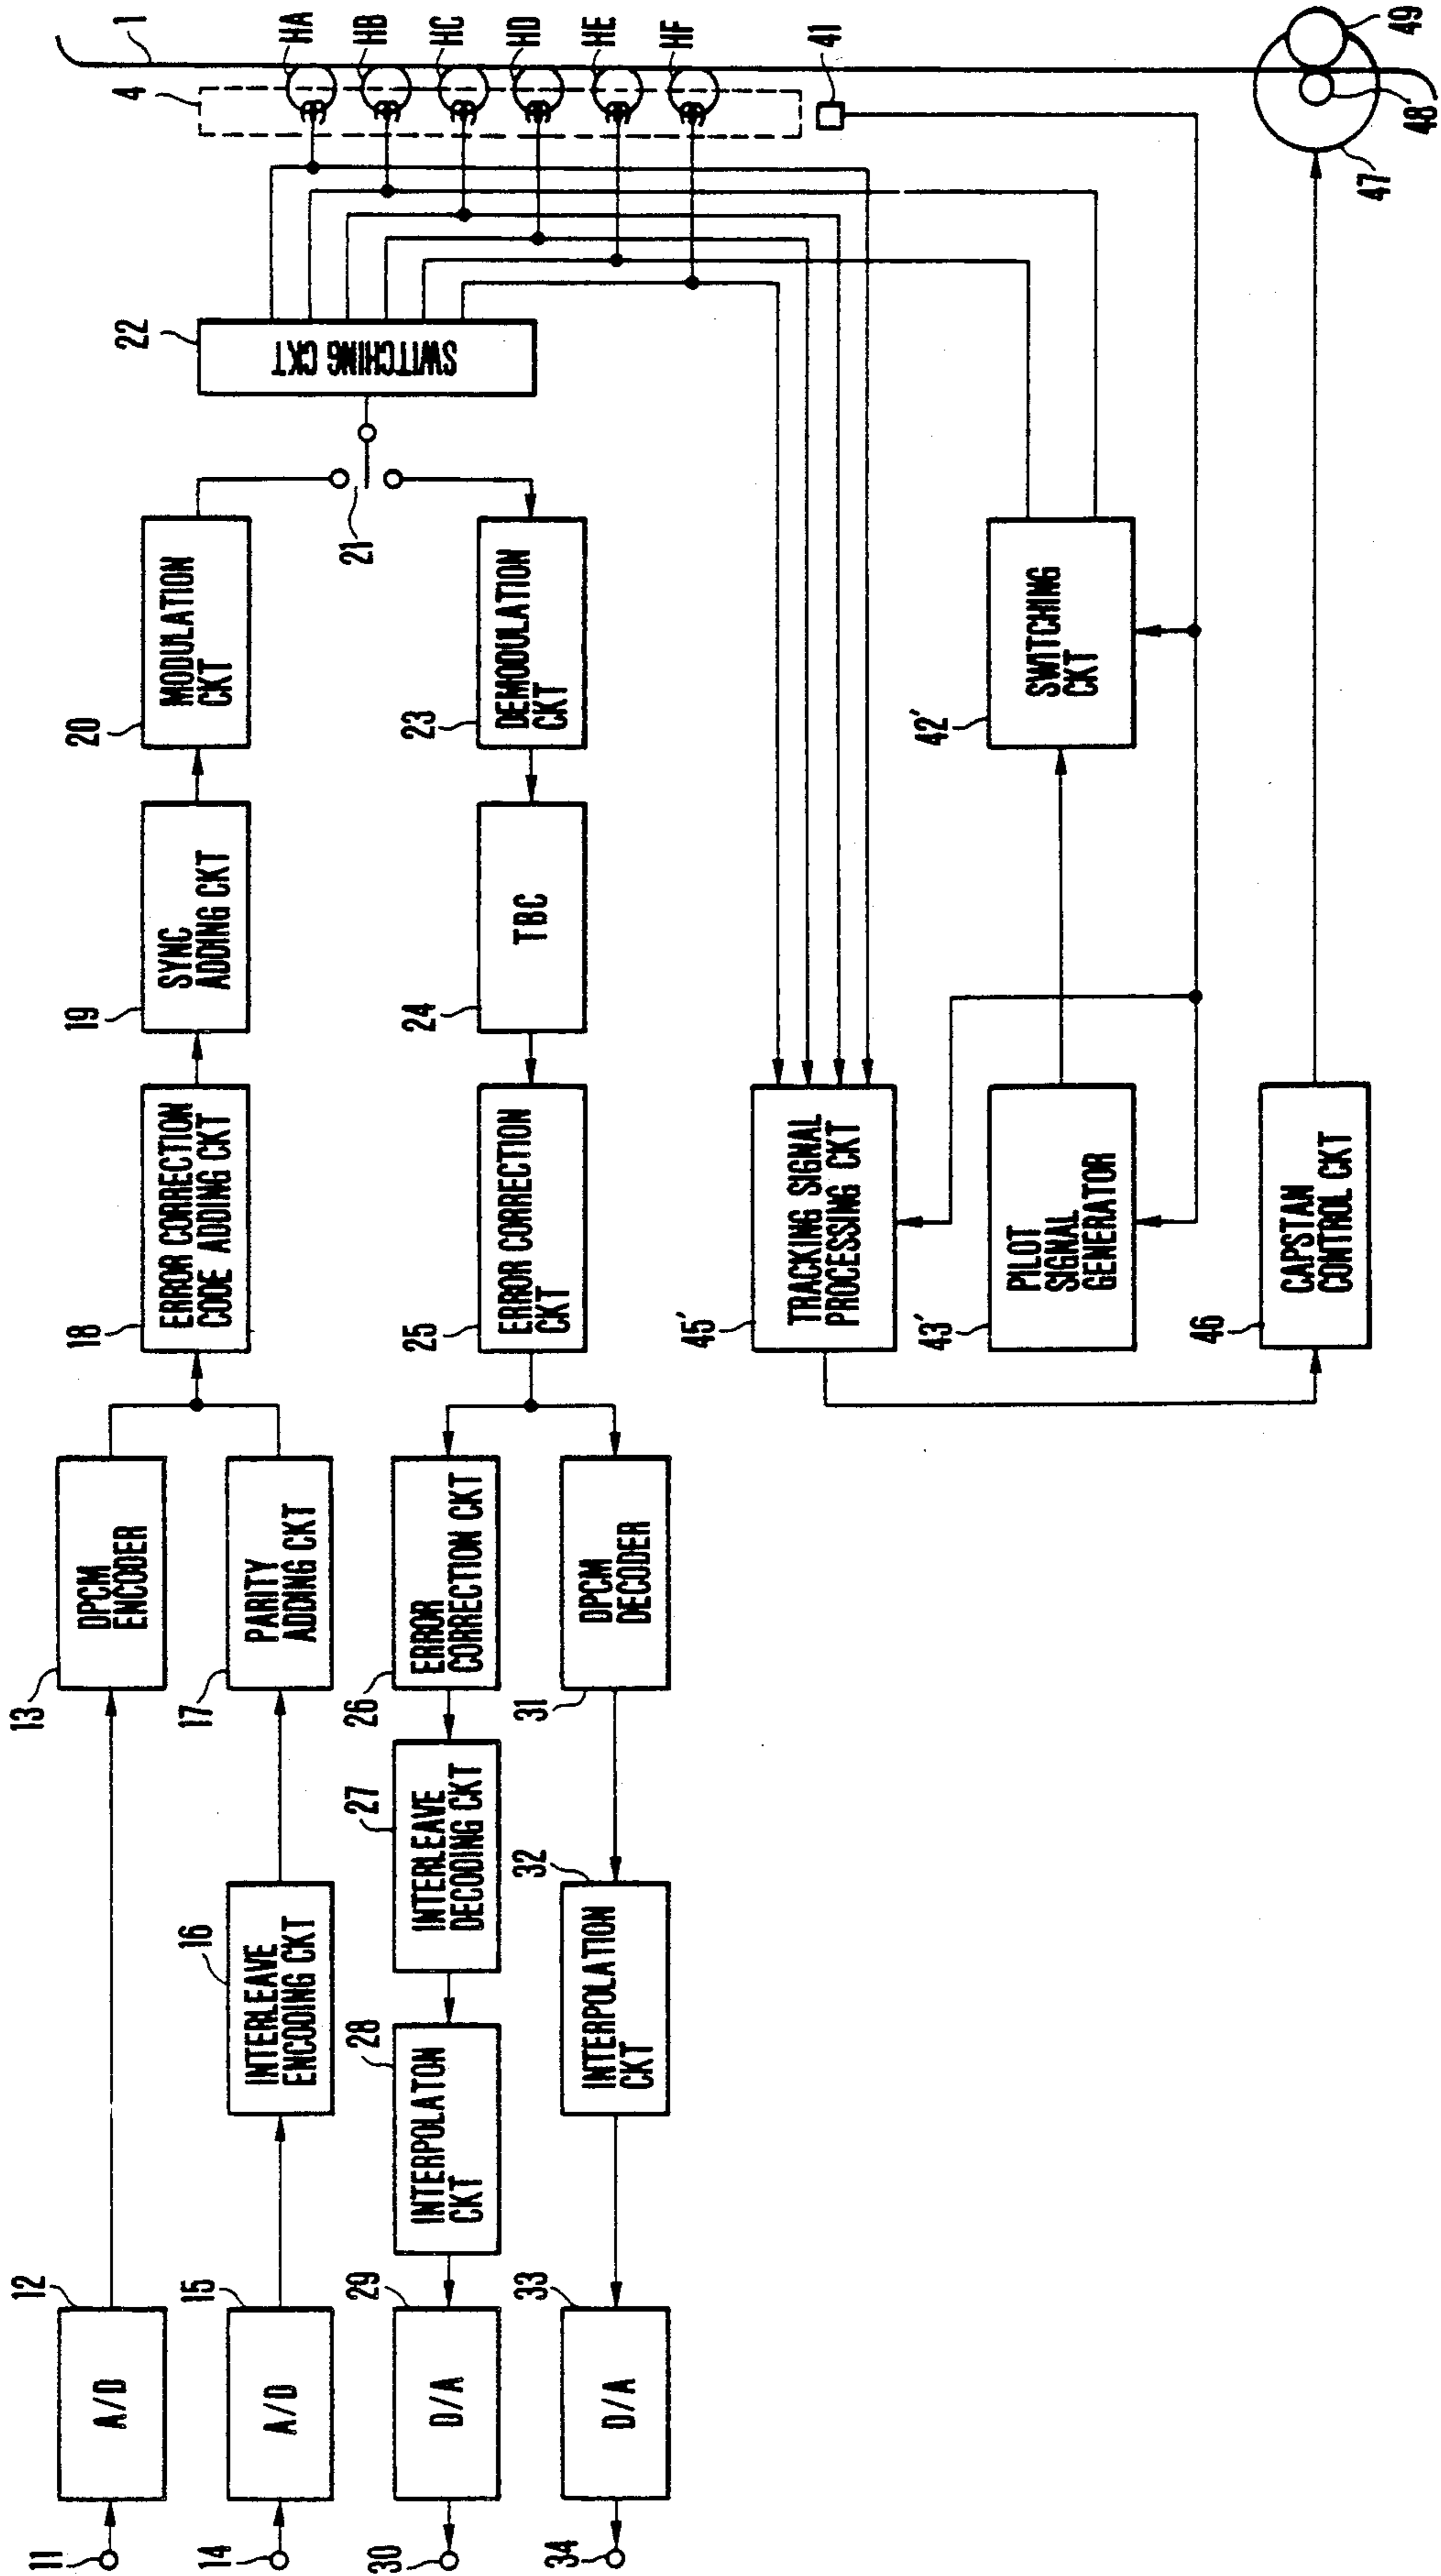 11
12
A/D
13
DPCM
ENCODER
14
15
A/D
16
INTERLEAVE
ENCODING CKT
17
PARITY
ADDING CKT
18
ERROR CORRECTION
CODE ADDING CKT
19
SYNC
ADDING CKT
20
MODULATION
CKT
21
22
SWITCHING CKT
4
1
HA
HB
HC
HD
HE
HF
41
30
29
D/A
28
INTERPOLATON
CKT
27
INTERLEAVE
DECODING CKT
26
ERROR
CORRECTION CKT
25
ERROR CORRECTION
CKT
24
TBC
23
DEMODULATION
CKT
34
33
D/A
32
INTERPOLATION
CKT
31
DPCM
DECODER
45'
TRACKING SIGNAL
PROCESSING CKT
43'
PILOT
SIGNAL
GENERATOR
42'
SWITCHING
CKT
46
CAPSTAN
CONTROL CKT
47
48
49